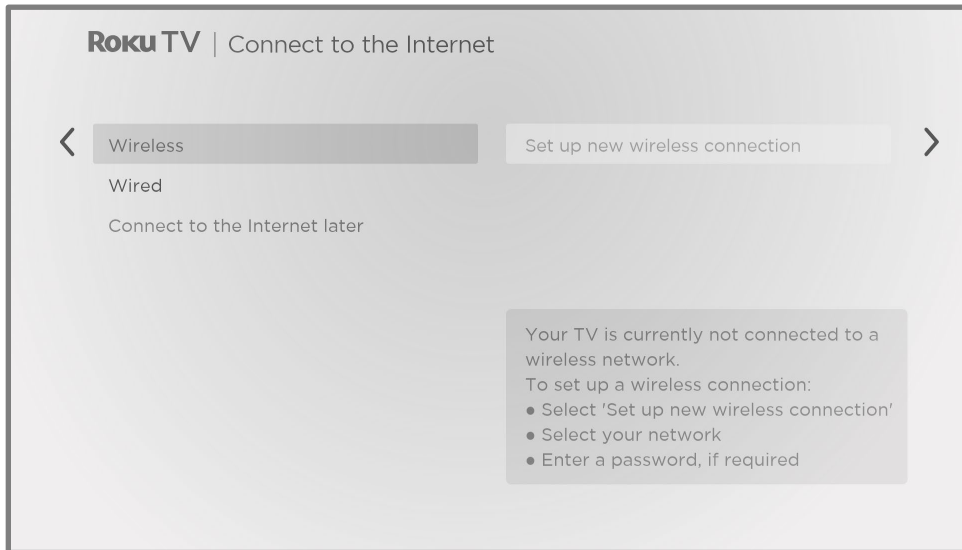 Roku TV | Connect to the Internet
Wireless
Set up new wireless connection
Wired
Connect to the Internet later
Your TV is currently not connected to a
wireless network.
To set up a wireless connection:
● Select 'Set up new wireless connection'
● Select your network
● Enter a password, if required